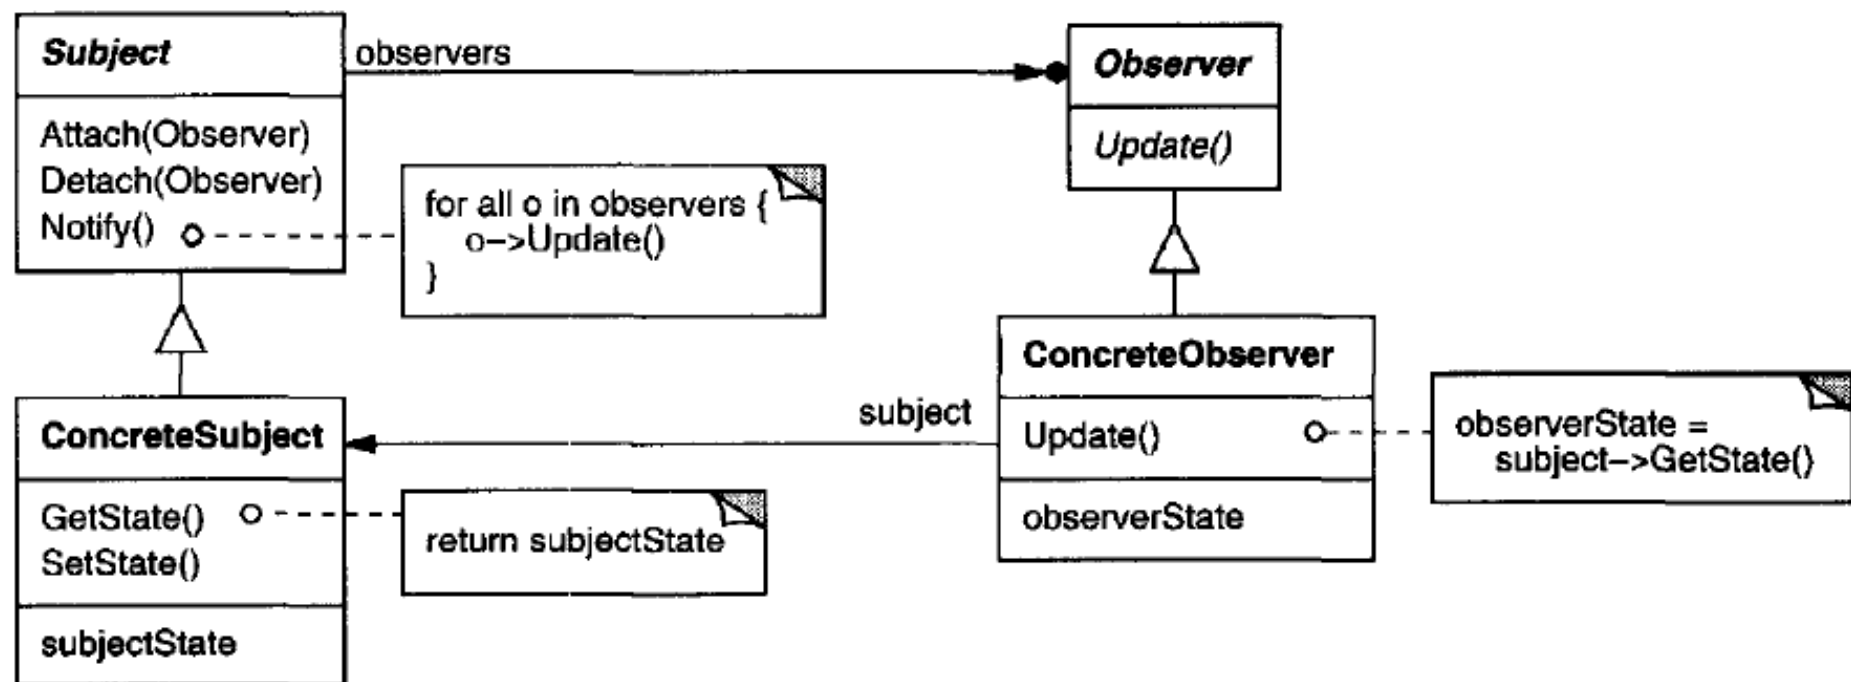 Subject
observers
Observer
Attach(Observer)
Detach(Observer)
Notify()
for all o in observers {
o–>Update()
}
Update()
ConcreteSubject
GetState()
SetState()
subjectState
return subjectState
subject
ConcreteObserver
Update()
observerState
observerState =
subject–>GetState()